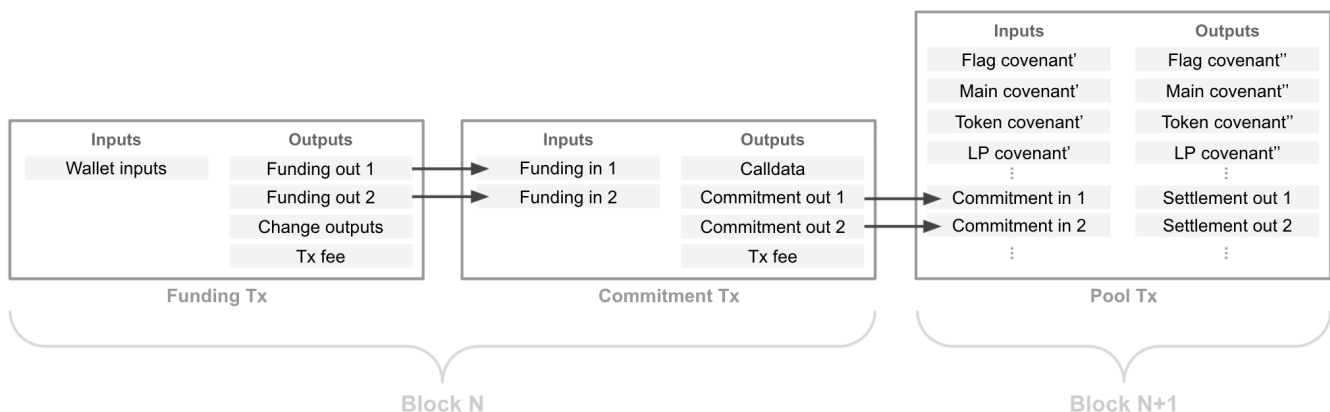 Inputs
Outputs
Wallet inputs
Funding out 1
Funding out 2
Change outputs
Tx fee
Funding Tx
Inputs
Outputs
Funding in 1
Funding in 2
Calldata
Commitment out 1
Commitment out 2
Tx fee
Commitment Tx
Inputs
Outputs
Flag covenant’
Flag covenant’’
Main covenant’
Main covenant’’
Token covenant’
Token covenant’’
LP covenant’
LP covenant’’
Commitment in 1
Settlement out 1
Commitment in 2
Settlement out 2
Pool Tx
Block N
Block N+1